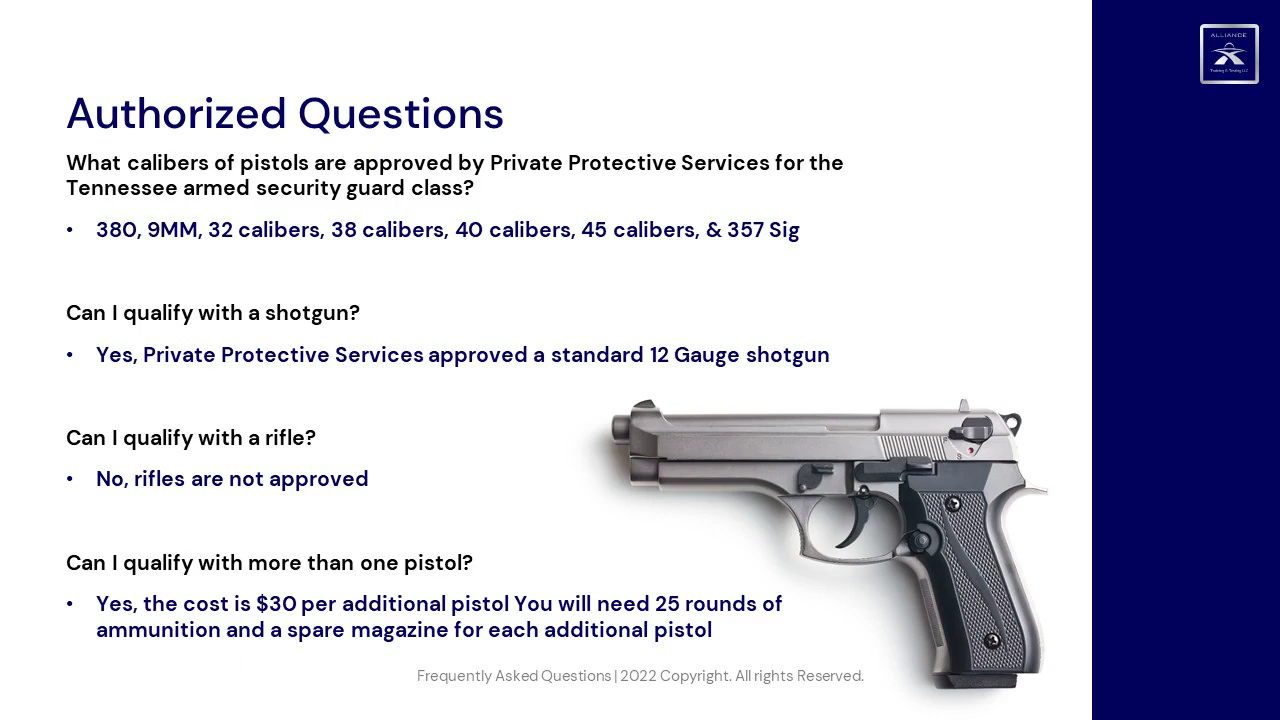 ALLIANCE
Training & Testing LLC
Authorized Questions
What calibers of pistols are approved by Private Protective Services for the
Tennessee armed security guard class?
• 380, 9MM, 32 calibers, 38 calibers, 40 calibers, 45 calibers, & 357 Sig
Can I qualify with a shotgun?
• Yes, Private Protective Services approved a standard 12 Gauge shotgun
Can I qualify with a rifle?
• No, rifles are not approved
S
Can I qualify with more than one pistol?
• Yes, the cost is $30 per additional pistol You will need 25 rounds of
ammunition and a spare magazine for each additional pistol
Frequently Asked Questions | 2022 Copyright. All rights Reserved.